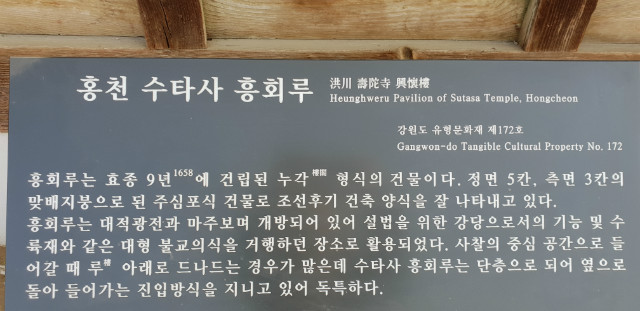 홍천 수타사 흥회루 洪川 壽陀寺 興懷樓
Heunghweru Pavilion of Sutasa Temple, Hongcheon
강원도 유형문화재 제172호
Gangwon-do Tangible Cultural Property No. 172
흥회루는 효종 9년1658에 건립된 누각樓閣 형식의 건물이다. 정면 5칸, 측면 3칸의
맞배지붕으로 된 주심포식 건물로 조선후기 건축 양식을 잘 나타내고 있다.
흥회루는 대적광전과 마주보며 개방되어 있어 설법을 위한 강당으로서의 기능 및 수
륙재와 같은 대형 불교의식을 거행하던 장소로 활용되었다. 사찰의 중심 공간으로 들
어갈 때 루樓 아래로 드나드는 경우가 많은데 수타사 흥회루는 단층으로 되어 옆으로
돌아 들어가는 진입방식을 지니고 있어 독특하다.